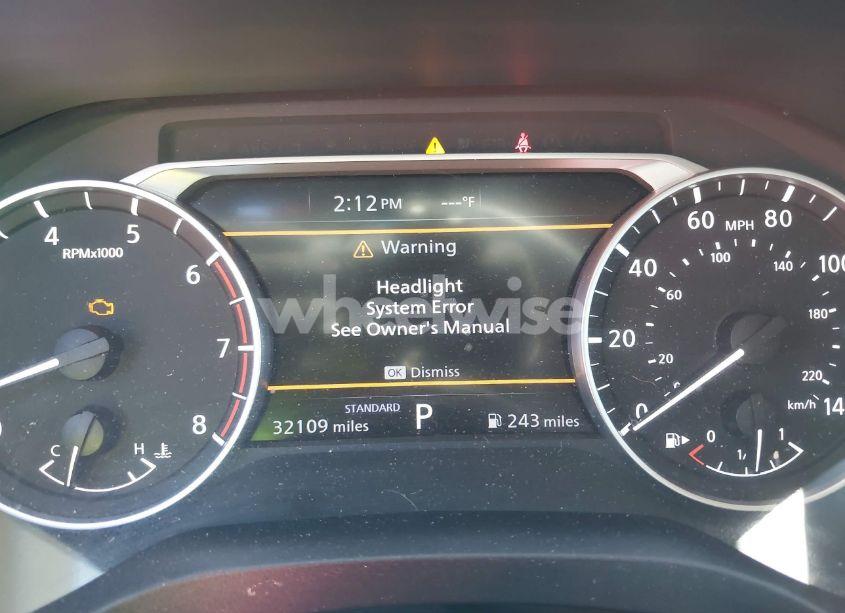 2:12 PM ---°F
4 5 6 7 8
RPMx1000
C H
Warning
Headlight
System Error
See Owner's Manual
OK Dismiss
STANDARD
32109 miles P 243 miles
wheelwise
0 20 40 60 80 100 14
MPH
20 60 100 140 180 220
km/h
0 1 1